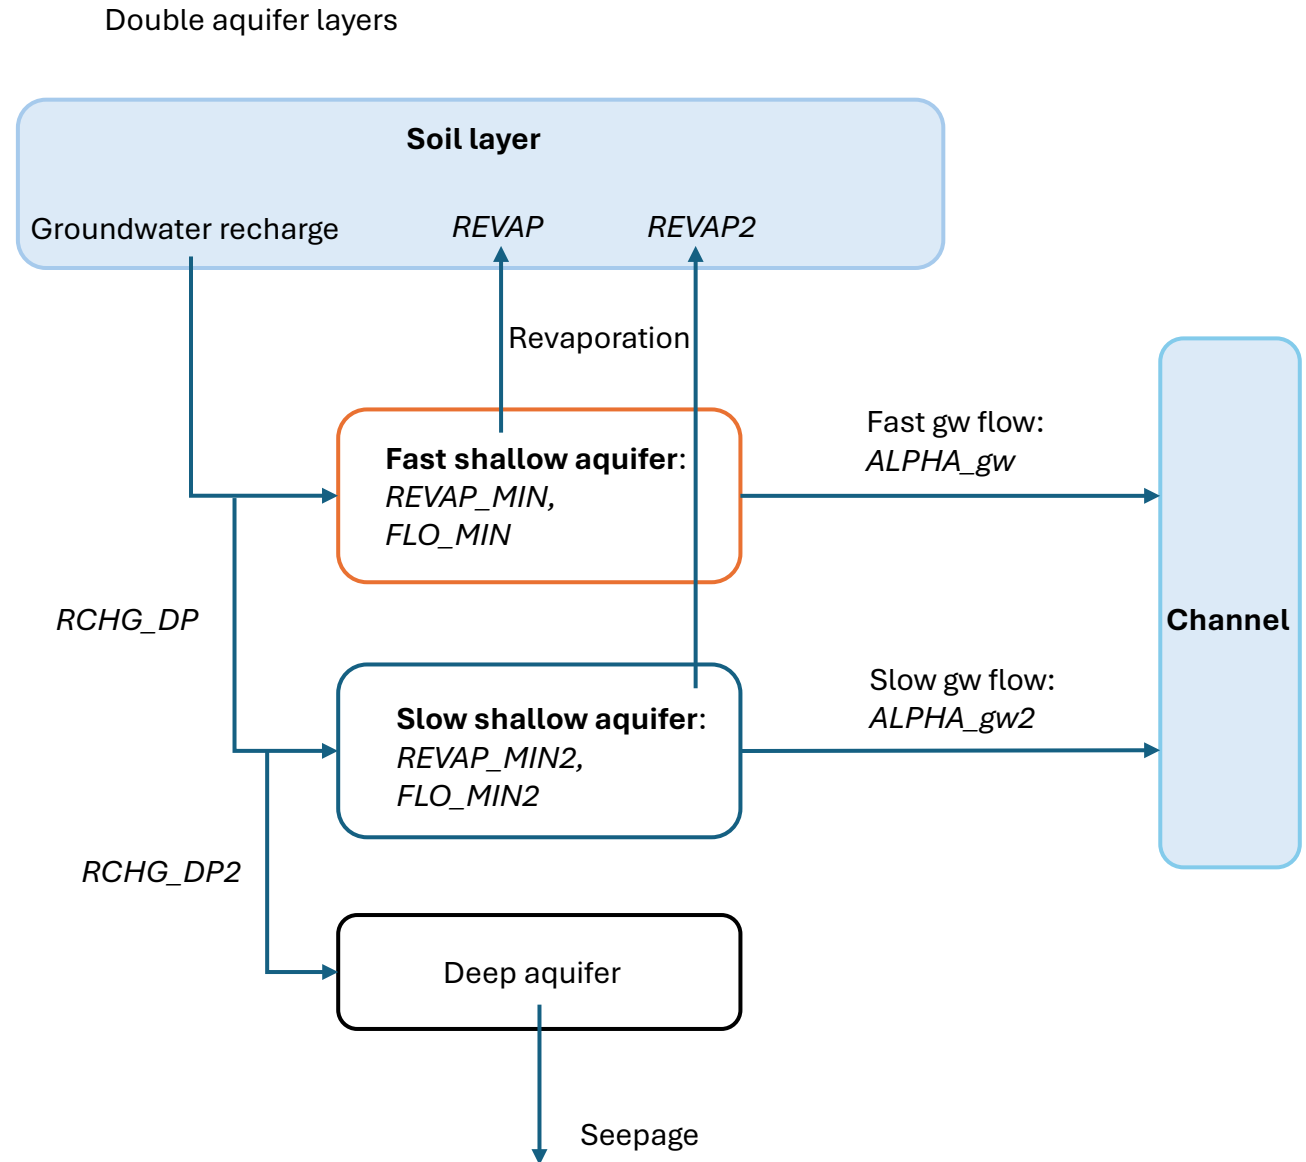 Double aquifer layers
Soil layer
Groundwater recharge
REVAP
REVAP2
Revaporation
Fast shallow aquifer:
REVAP_MIN,
FLO_MIN
Fast gw flow:
ALPHA_gw
RCHG_DP
Channel
Slow shallow aquifer:
REVAP_MIN2,
FLO_MIN2
Slow gw flow:
ALPHA_gw2
RCHG_DP2
Deep aquifer
Seepage